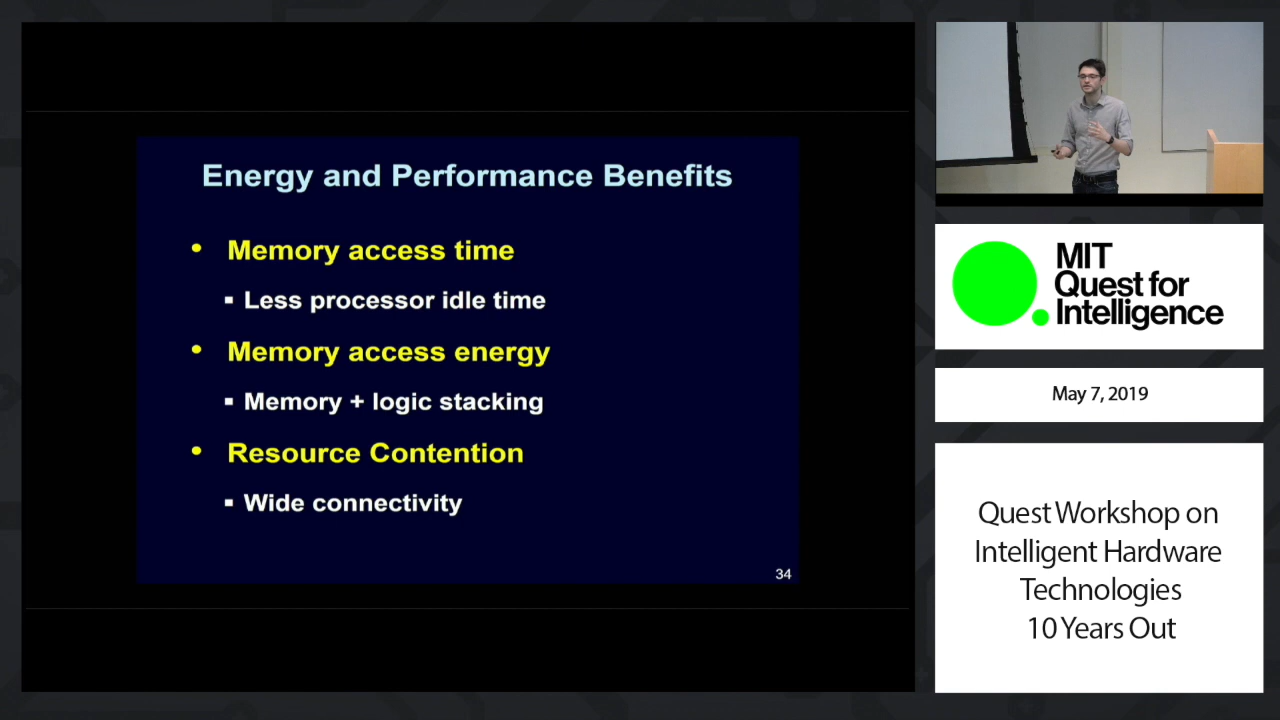 Energy and Performance Benefits
• Memory access time
▪ Less processor idle time
• Memory access energy
▪ Memory + logic stacking
• Resource Contention
▪ Wide connectivity
34
MIT
Quest for
Intelligence
May 7, 2019
Quest Workshop on
Intelligent Hardware
Technologies
10 Years Out